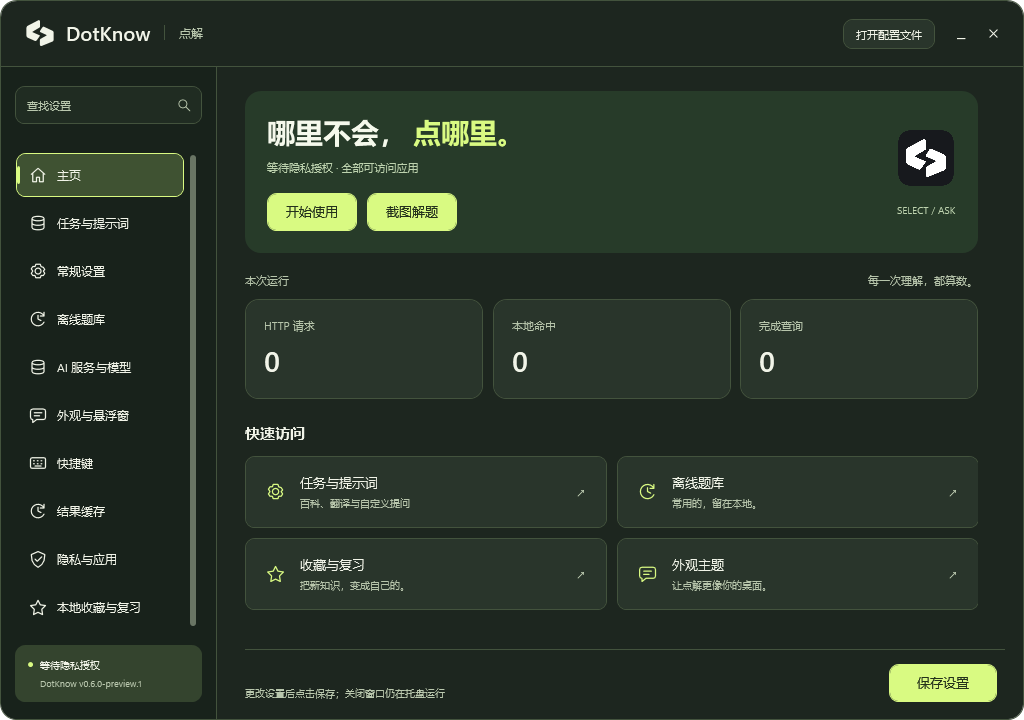 DotKnow
点解
打开配置文件
查找设置
主页
任务与提示词
常规设置
离线题库
AI 服务与模型
外观与悬浮窗
快捷键
结果缓存
隐私与应用
本地收藏与复习
等待隐私授权
DotKnow v0.6.0-preview.1
哪里不会， 点哪里。
等待隐私授权 · 全部可访问应用
开始使用
截图解题
SELECT / ASK
本次运行
每一次理解，都算数。
HTTP 请求
0
本地命中
0
完成查询
0
快速访问
任务与提示词
百科、翻译与自定义提问
离线题库
常用的，留在本地。
收藏与复习
把新知识，变成自己的。
外观主题
让点解更像你的桌面。
更改设置后点击保存；关闭窗口仍在托盘运行
保存设置